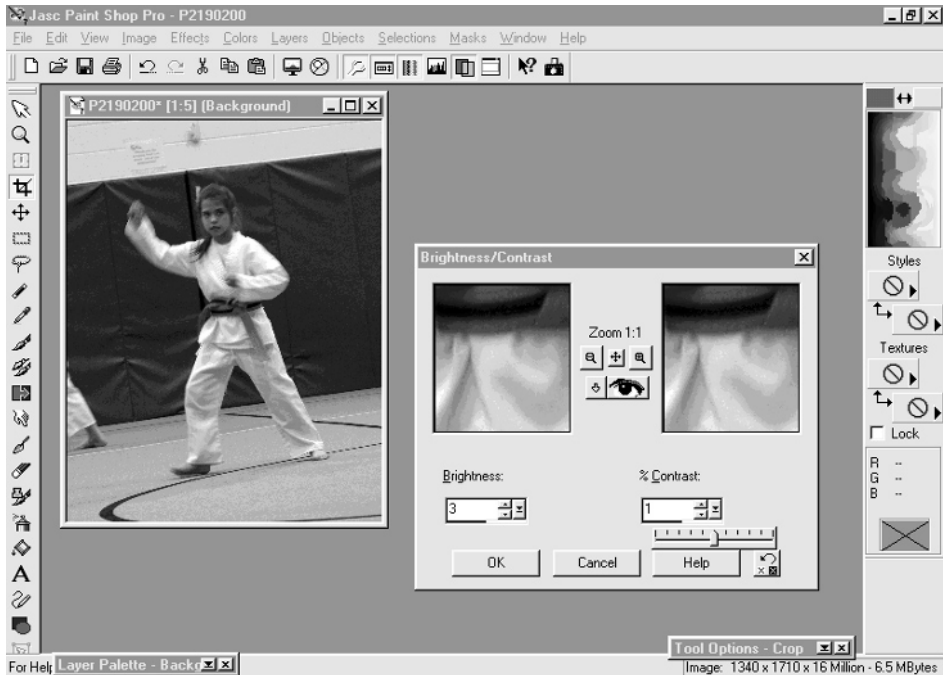 Jasc Paint Shop Pro - P2190200
File Edit View Image Effects Colors Layers Objects Selections Masks Window Help
P2190200* [1:5] (Background)
Brightness/Contrast
Zoom 1:1
Brightness:
% Contrast:
3
1
OK Cancel Help
Styles
Textures
Lock
R --
G --
B --
A
Tool Options - Crop
For Help
Layer Palette - Backg
Image: 1340 x 1710 x 16 Million - 6.5 MBytes